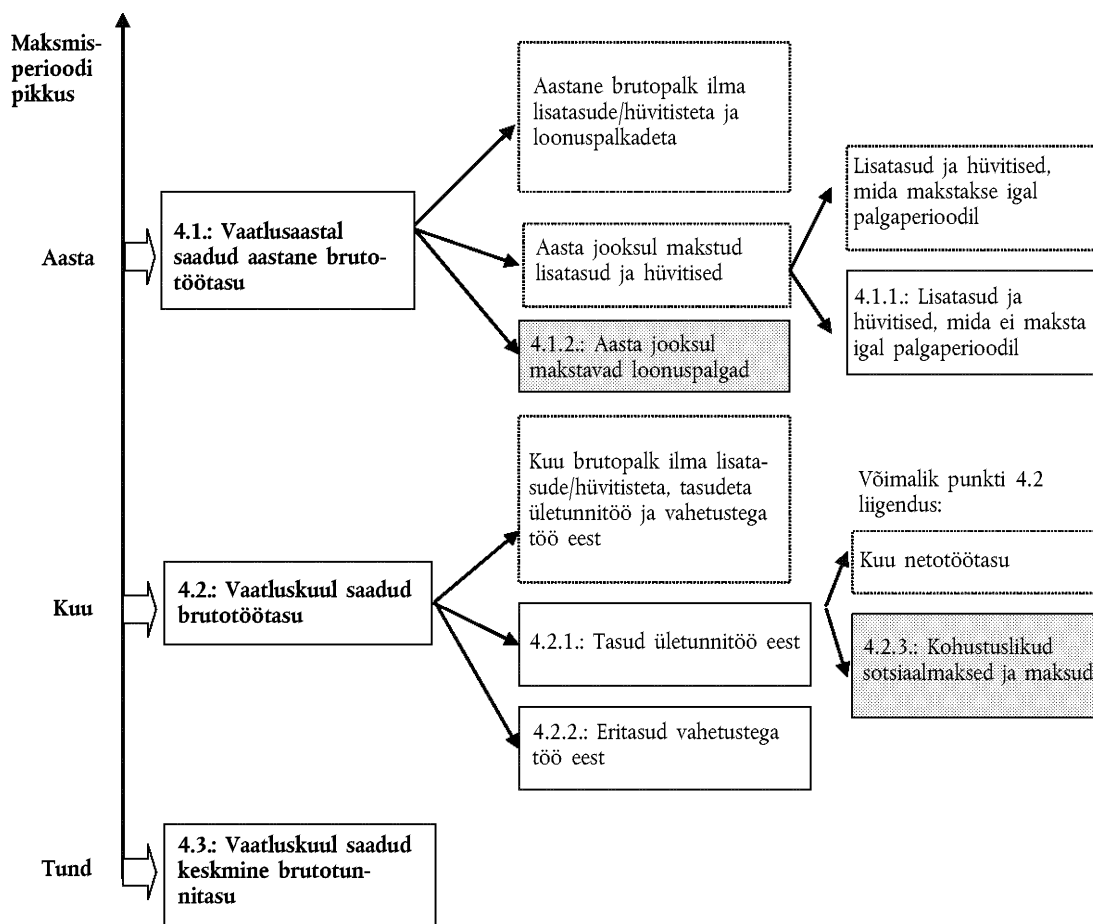 Maksmis-
perioodi
pikkus
Aastane brutopalk ilma
lisatasude/hüvitisteta ja
loonuspalkadeta
Lisatasud ja hüvitised,
mida makstakse igal
palgaperioodil
Aasta
4.1.: Vaatlusaastal
saadud aastane bruto-
töötasu
Aasta jooksul makstud
lisatasud ja hüvitised
4.1.1.: Lisatasud ja
hüvitised, mida ei maksta
igal palgaperioodil
4.1.2.: Aasta jooksul
makstavad loonuspalgad
Kuu brutopalk ilma lisata-
sude/hüvitisteta, tasudeta
ületunnitöö ja vahetustega
töö eest
Võimalik punkti 4.2
liigendus:
Kuu netotöötasu
Kuu
4.2.: Vaatluskuul saadud
brutotöötasu
4.2.1.: Tasud ületunnitöö eest
4.2.3.: Kohustuslikud
sotsiaalmaksed ja maksud
4.2.2.: Eritasud vahetustega
töö eest
Tund
4.3.: Vaatluskuul saadud
keskmine brutotun-
nitasu